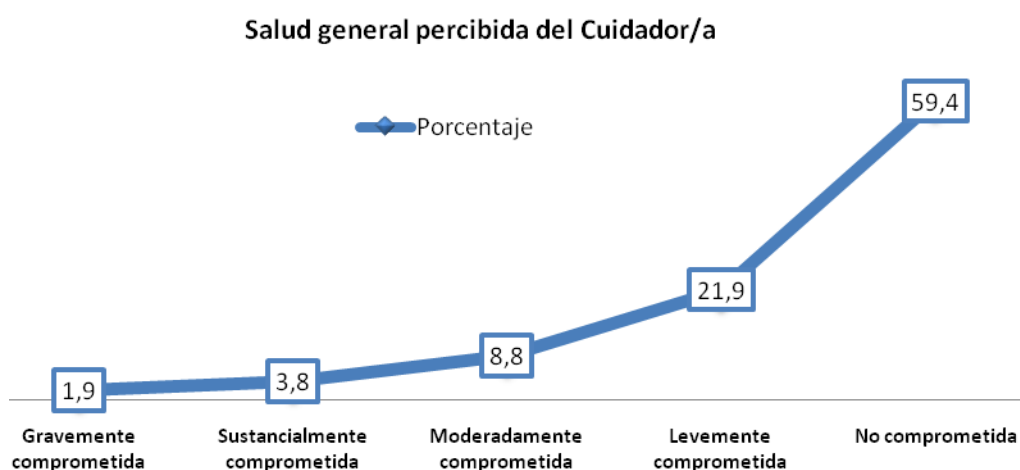 Salud general percibida del Cuidador/a
Porcentaje
59,4
21,9
8,8
3,8
1,9
Gravemente
comprometida
Sustancialmente
comprometida
Moderadamente
comprometida
Levemente
comprometida
No comprometida